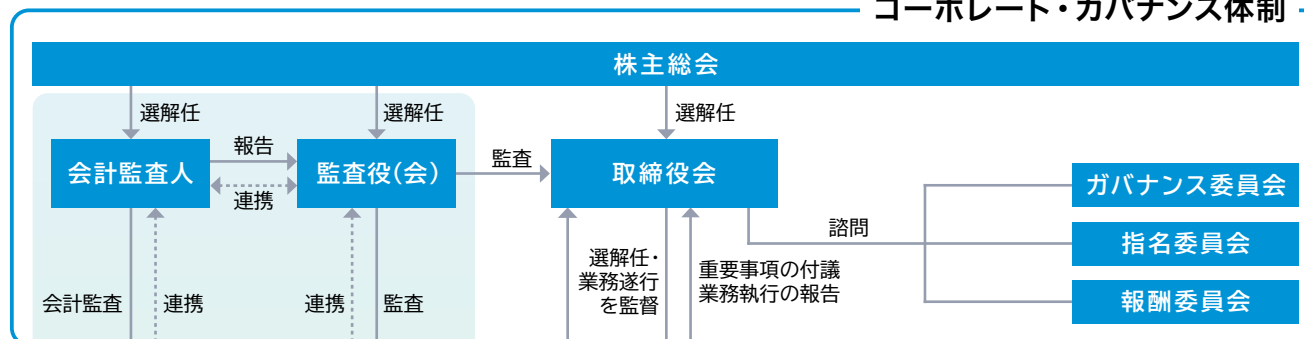 コーポレート・ガバナンス体制
株主総会
選解任
選解任
選解任
会計監査人
報告
連携
監査役(会)
監査
取締役会
諮問
ガバナンス委員会
指名委員会
報酬委員会
会計監査
連携
連携
監査
選解任・
業務遂行
を監督
重要事項の付議
業務執行の報告